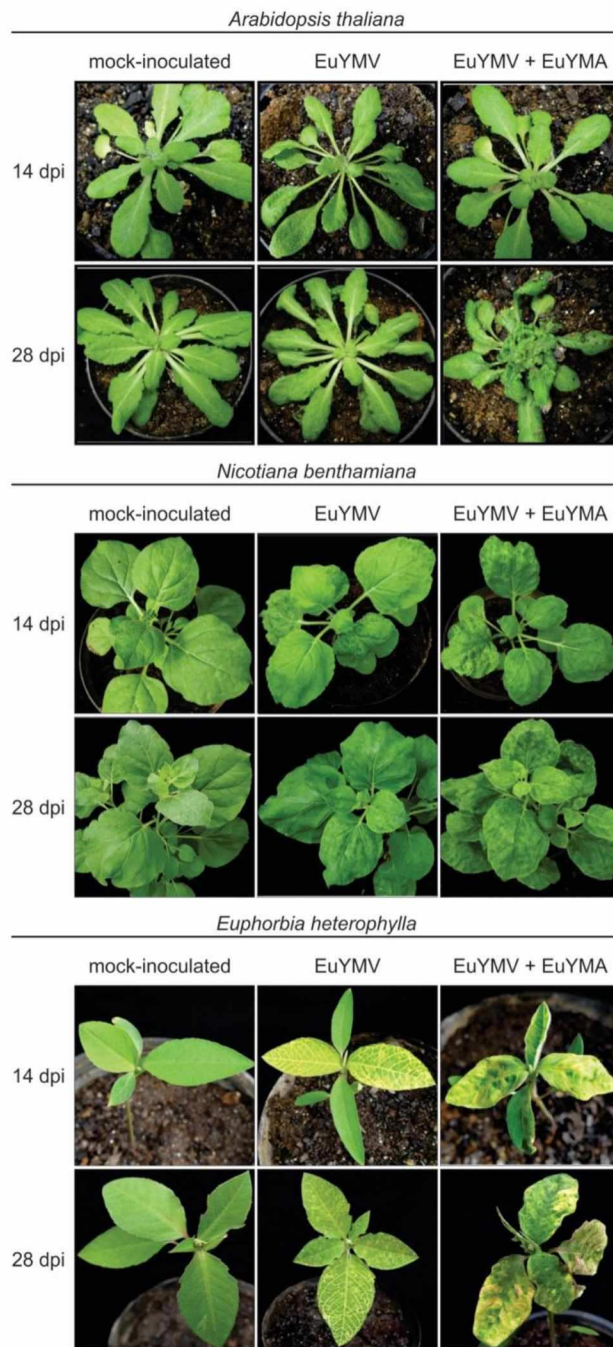 Arabidopsis thaliana
mock-inoculated EuYMV EuYMV + EuYMA
14 dpi
28 dpi
Nicotiana benthamiana
mock-inoculated EuYMV EuYMV + EuYMA
14 dpi
28 dpi
Euphorbia heterophylla
mock-inoculated EuYMV EuYMV + EuYMA
14 dpi
28 dpi